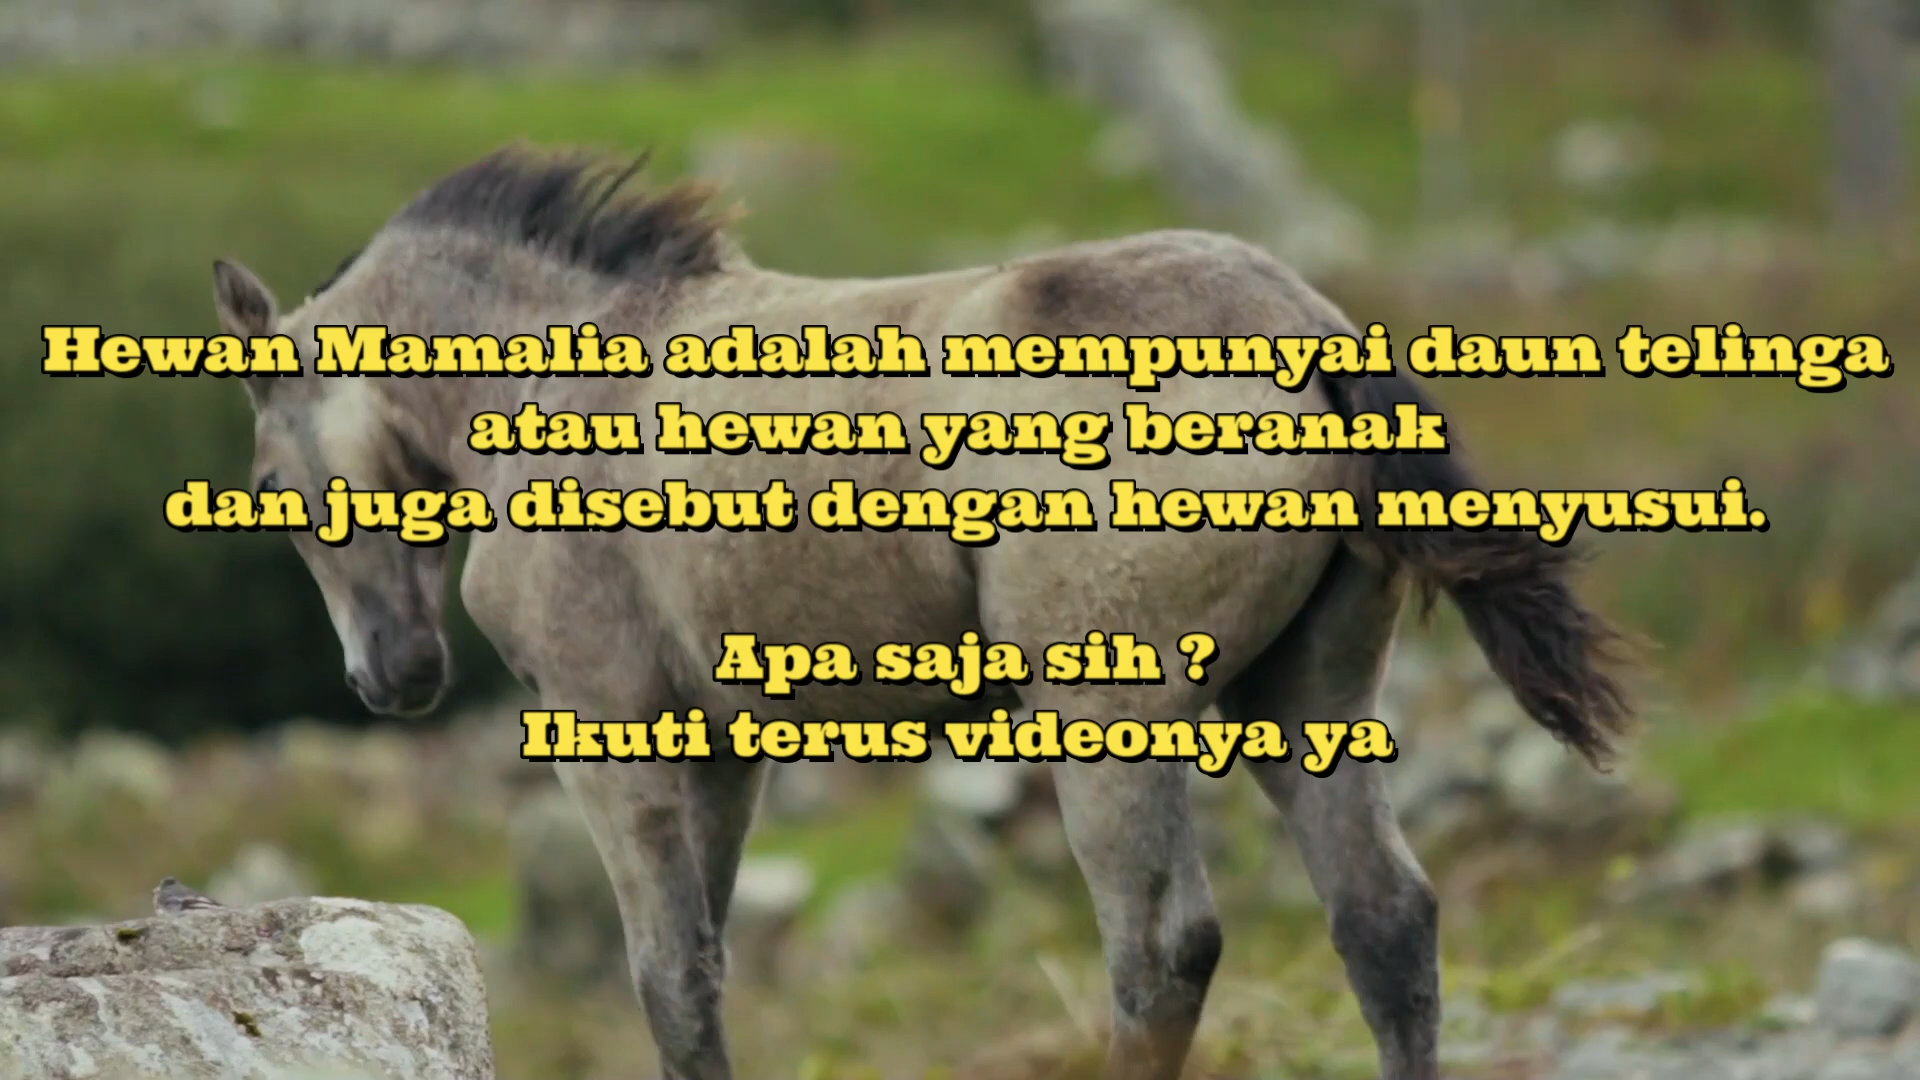 Hewan Mamalia adalah mempunyai daun telinga
atau hewan yang beranak
dan juga disebut dengan hewan menyusui.
Apa saja sih ?
Ikuti terus videonya ya